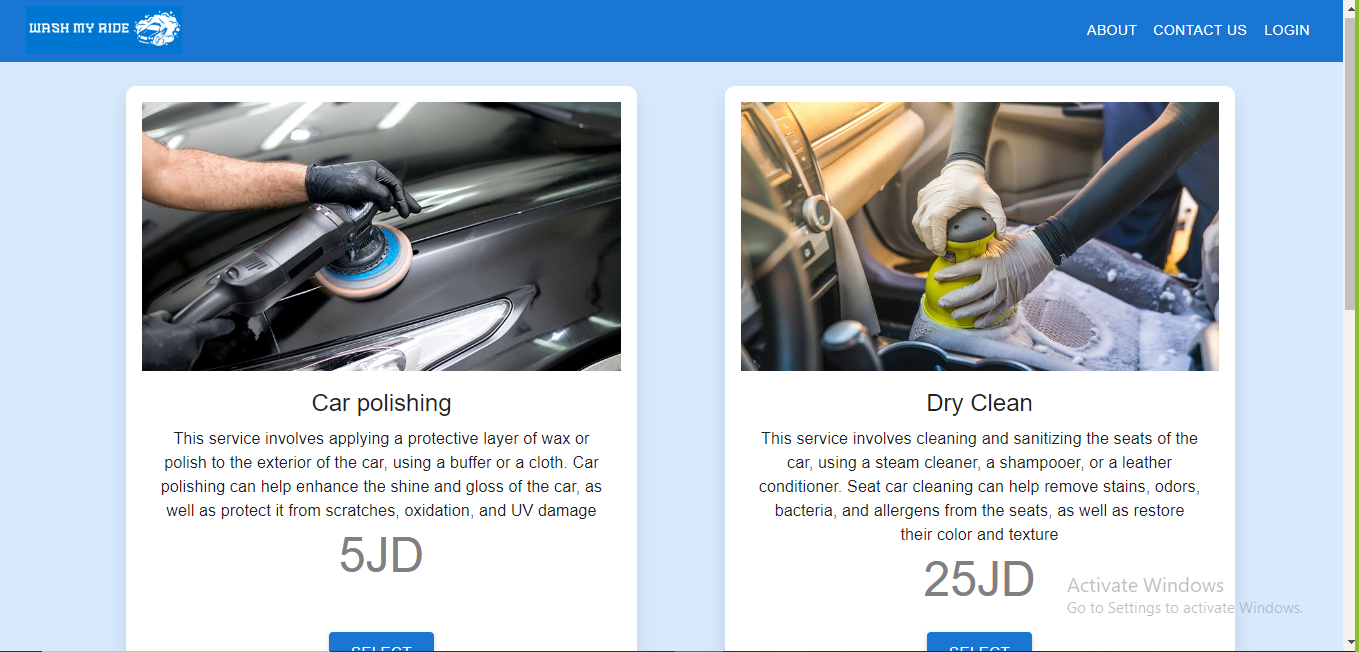 WASH MY RIDE
ABOUT CONTACT US LOGIN
Car polishing
This service involves applying a protective layer of wax or
polish to the exterior of the car, using a buffer or a cloth. Car
polishing can help enhance the shine and gloss of the car, as
well as protect it from scratches, oxidation, and UV damage
5JD
SELECT
Dry Clean
This service involves cleaning and sanitizing the seats of the
car, using a steam cleaner, a shampooer, or a leather
conditioner. Seat car cleaning can help remove stains, odors,
bacteria, and allergens from the seats, as well as restore
their color and texture
25JD
SELECT
Activate Windows
Go to Settings to activate Windows.